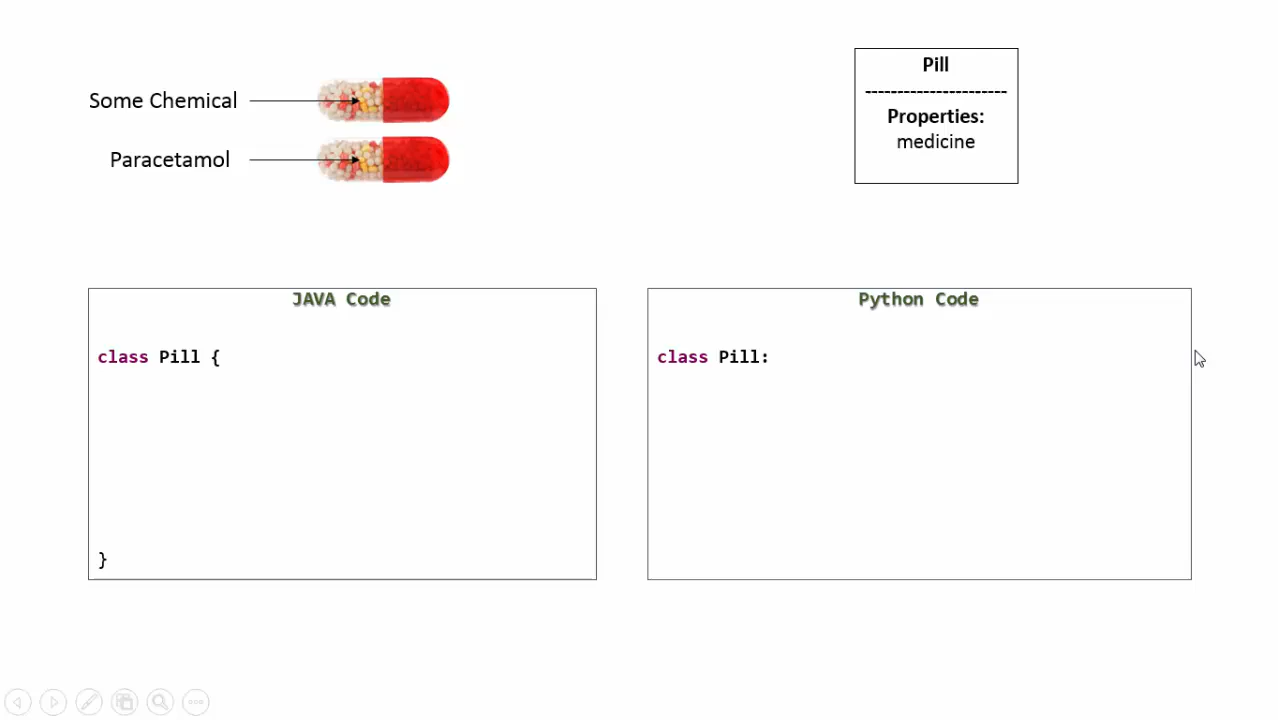 Some Chemical
Paracetamol
Pill
----------------------
Properties:
medicine
JAVA Code
class Pill {
}
Python Code
class Pill: